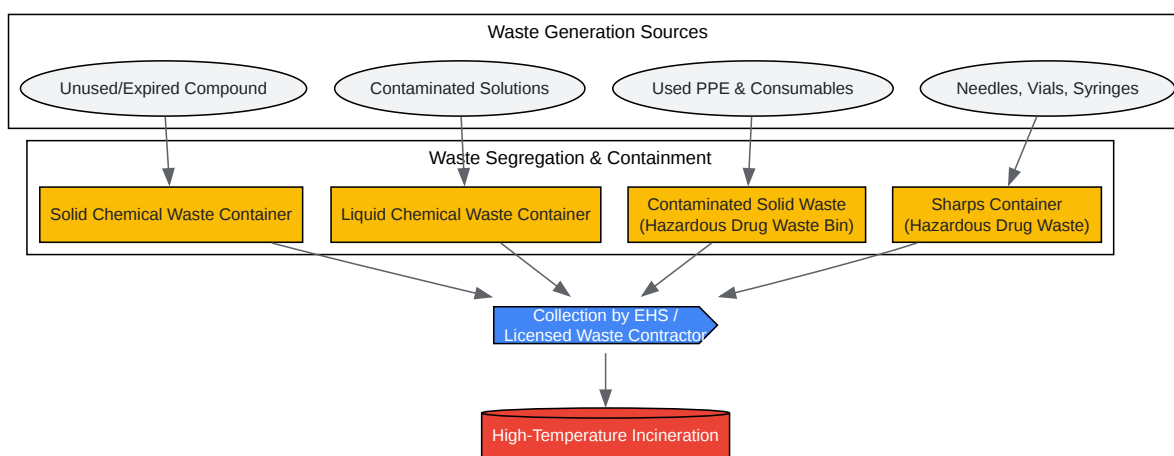 Waste Generation Sources
Unused/Expired Compound
Contaminated Solutions
Used PPE & Consumables
Needles, Vials, Syringes
Waste Segregation & Containment
Solid Chemical Waste Container
Liquid Chemical Waste Container
Contaminated Solid Waste
(Hazardous Drug Waste Bin)
Sharps Container
(Hazardous Drug Waste)
Collection by EHS /
Licensed Waste Contractor
High-Temperature Incineration